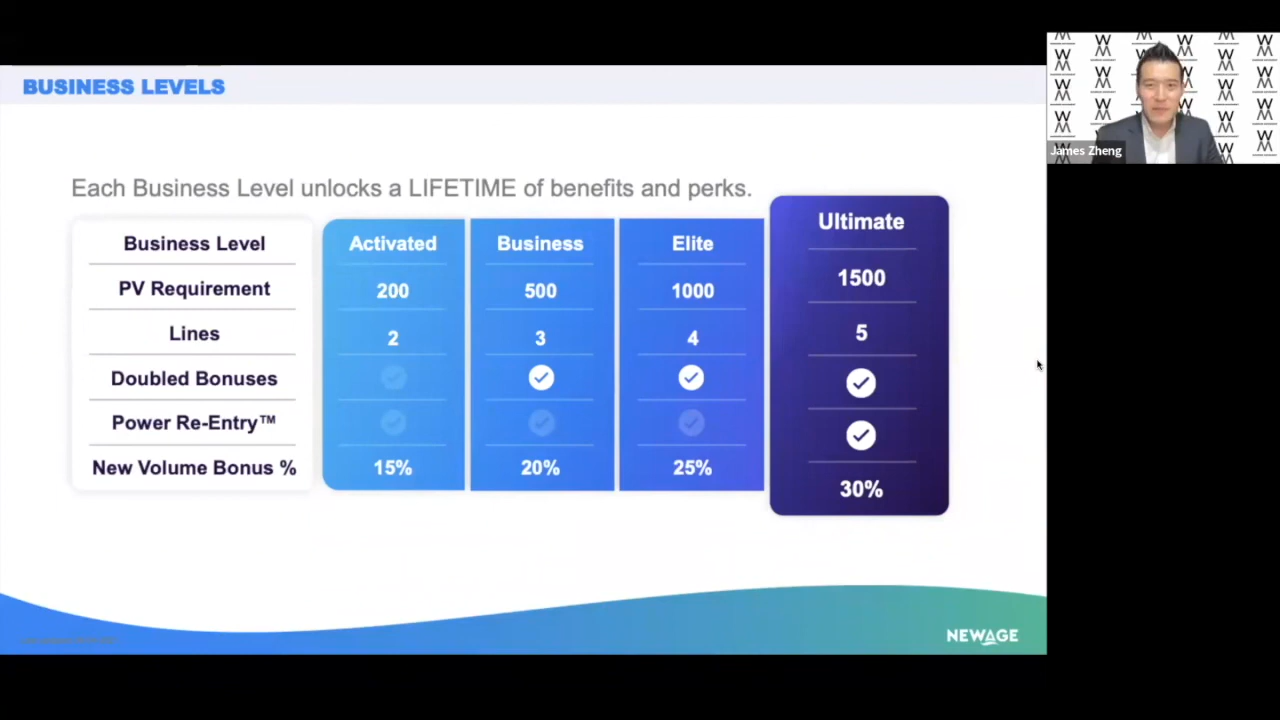 BUSINESS LEVELS
Each Business Level unlocks a LIFETIME of benefits and perks.
Business Level Activated Business Elite Ultimate
PV Requirement 200 500 1000 1500
Lines 2 3 4 5
Doubled Bonuses
Power Re-Entry™
New Volume Bonus % 15% 20% 25% 30%
NEWAGE
James Zheng